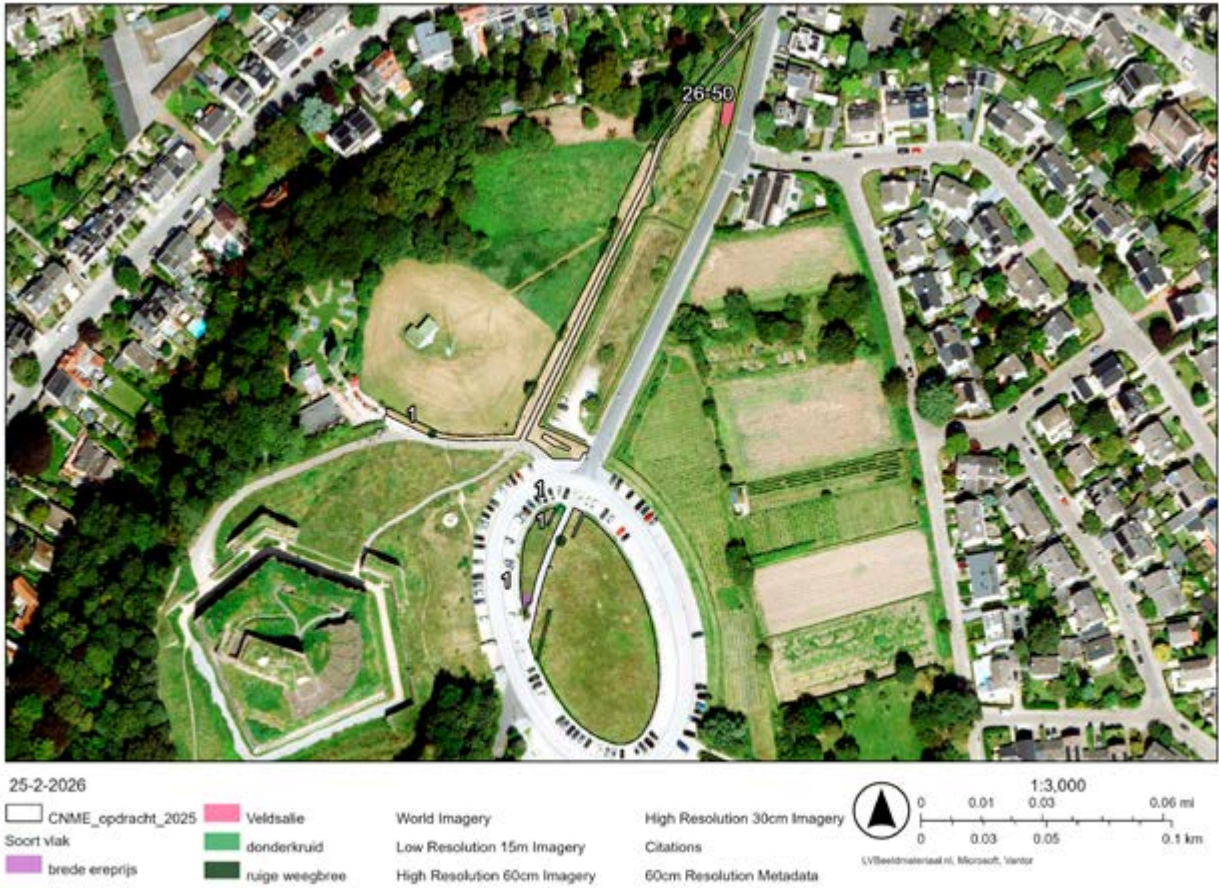 26-50
1
1
1
1
25-2-2026
CNME_opdracht_2025
Soort vlak
brede ereprijs
Veldsalie
donderkruid
ruige weegbree
World Imagery
Low Resolution 15m Imagery
High Resolution 60cm Imagery
High Resolution 30cm Imagery
Citations
60cm Resolution Metadata
1:3,000
0 0.01 0.03 0.06 mi
0 0.03 0.05 0.1 km
LVBeeldmateriaal.nl, Microsoft, Vantor